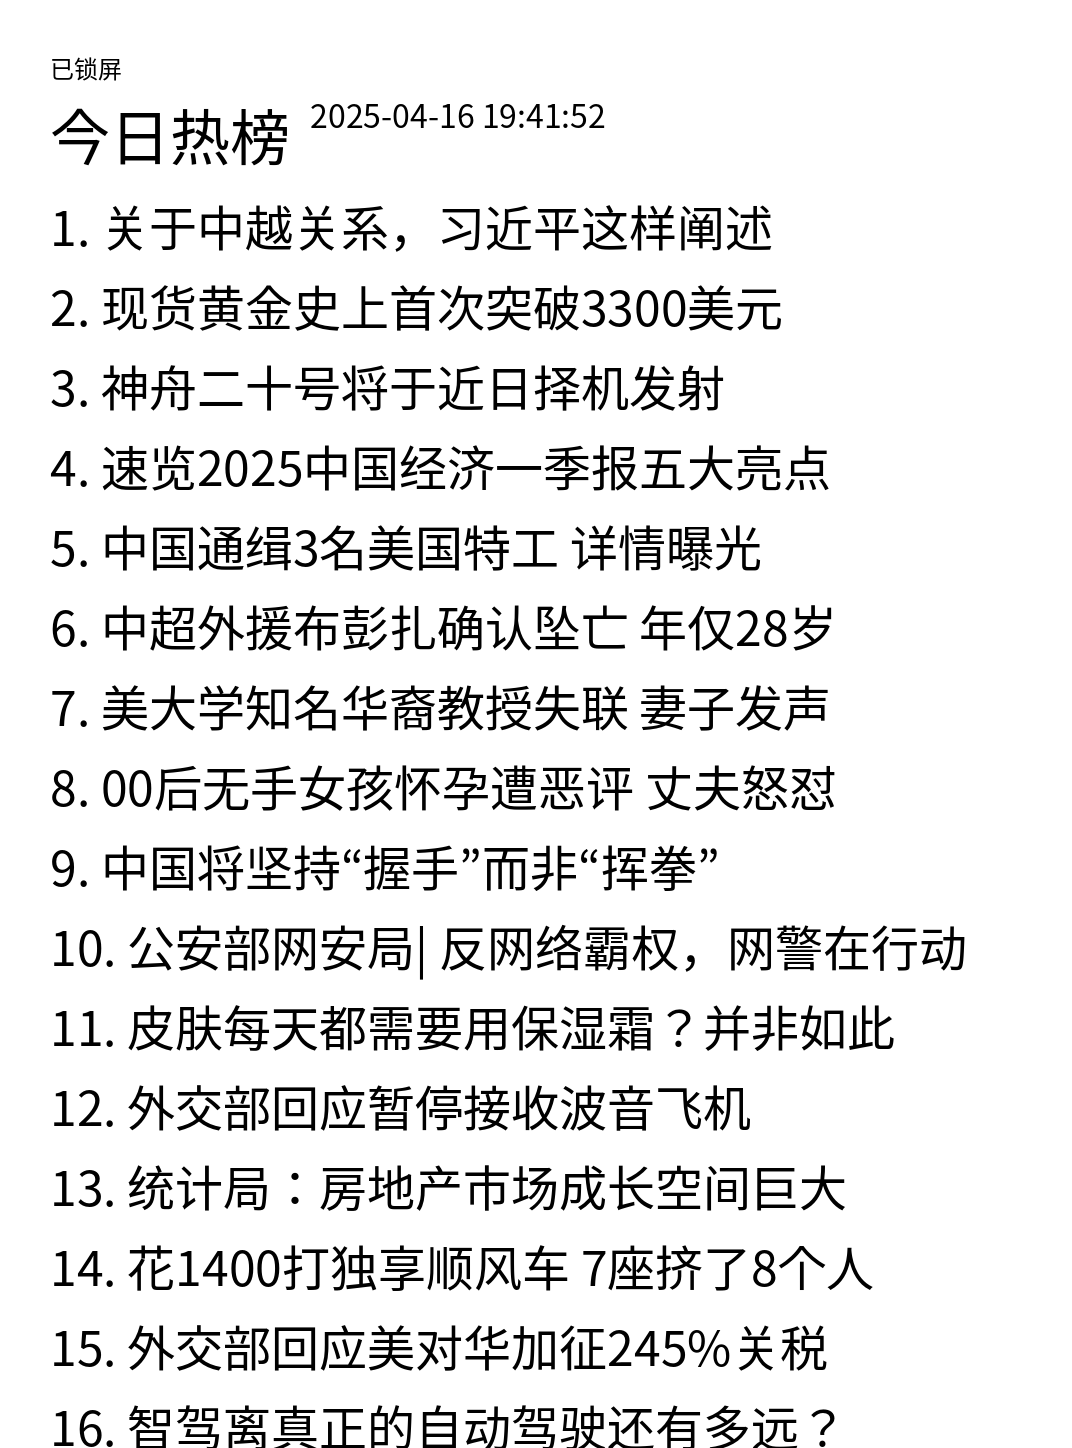 已锁屏
今日热榜 2025-04-16 19:41:52
1. 关于中越关系，习近平这样阐述
2. 现货黄金史上首次突破3300美元
3. 神舟二十号将于近日择机发射
4. 速览2025中国经济一季报五大亮点
5. 中国通缉3名美国特工 详情曝光
6. 中超外援布彭扎确认坠亡 年仅28岁
7. 美大学知名华裔教授失联 妻子发声
8. 00后无手女孩怀孕遭恶评 丈夫怒怼
9. 中国将坚持“握手”而非“挥拳”
10. 公安部网安局| 反网络霸权，网警在行动
11. 皮肤每天都需要用保湿霜？并非如此
12. 外交部回应暂停接收波音飞机
13. 统计局：房地产市场成长空间巨大
14. 花1400打独享顺风车 7座挤了8个人
15. 外交部回应美对华加征245%关税
16. 智驾离真正的自动驾驶还有多远？